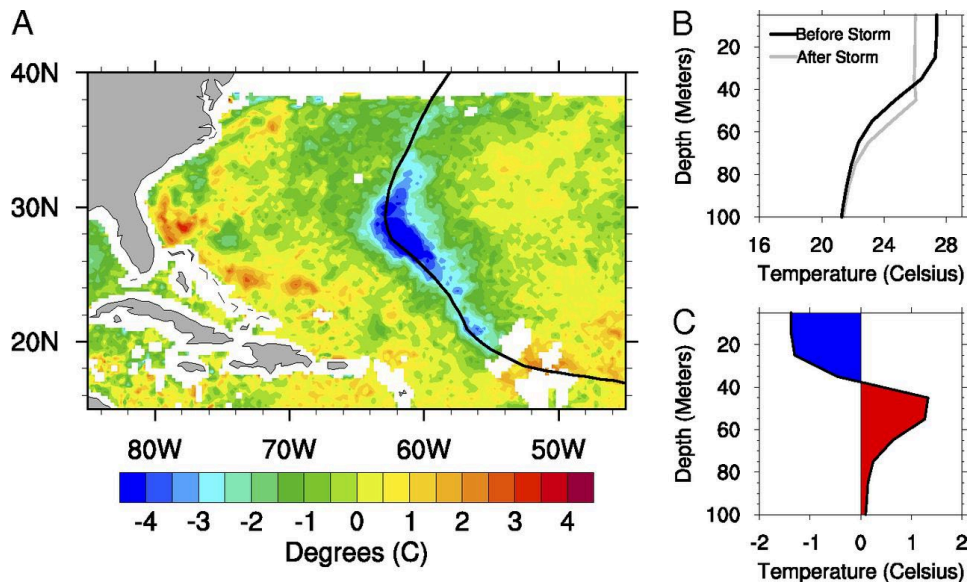 A
40N
30N
20N
80W 70W 60W 50W
-4 -3 -2 -1 0 1 2 3 4
Degrees (C)
B
Before Storm
After Storm
20
40
60
80
100
Depth (Meters)
16 20 24 28
Temperature (Celsius)
C
20
40
60
80
100
Depth (Meters)
-2 -1 0 1 2
Temperature (Celsius)